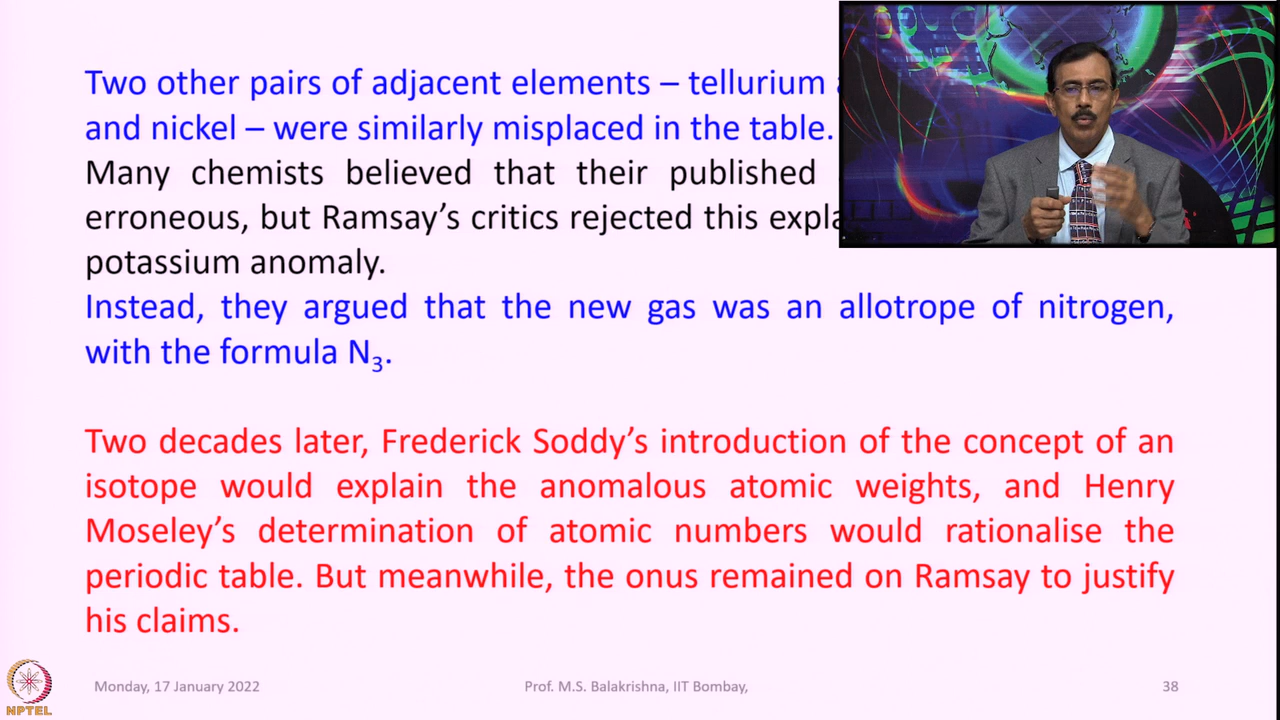 Two other pairs of adjacent elements – tellurium
and nickel – were similarly misplaced in the table.
Many chemists believed that their published
erroneous, but Ramsay's critics rejected this
potassium anomaly.
Instead, they argued that the new gas was an allotrope of nitrogen,
with the formula N₃.
Two decades later, Frederick Soddy's introduction of the concept of an
isotope would explain the anomalous atomic weights, and Henry
Moseley's determination of atomic numbers would rationalise the
periodic table. But meanwhile, the onus remained on Ramsay to justify
his claims.
NPTEL
Monday, 17 January 2022
Prof. M.S. Balakrishna, IIT Bombay,
38